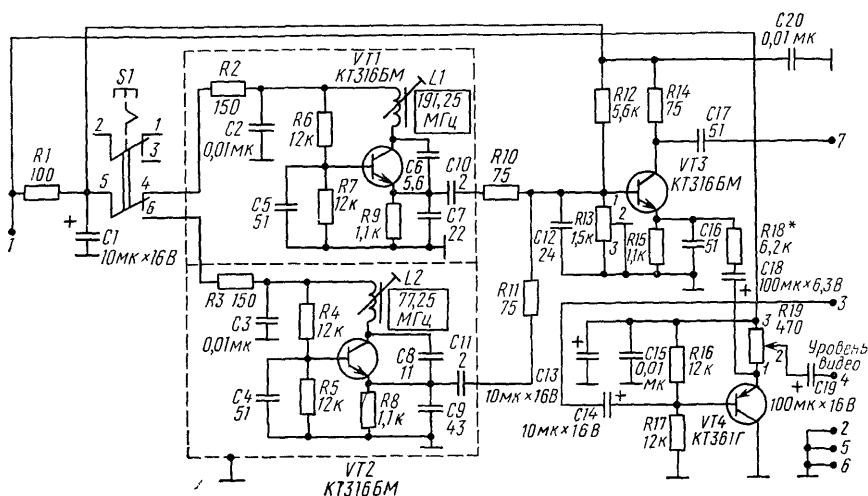 C20
0,01 мк
S1
VT1
КТ316БМ
R2
150
L1
191,25
МГц
R12
5,6к
R14
75
C17
51
2
1
3
R6
12к
C2
0,01мк
7
R1
100
5
4
6
C6
5,6
C10
2
R10
75
VT3
КТ316БМ
R7
12к
C5
51
R9
1,1к
C7
22
1
C1
10мк×16В
C12
24
R13
1,5к
1
2
3
R15
1,1к
C16
51
R18*
6,2к
C18
100мк×6,3В
R3 150
L2
77,25
МГц
R11
75
3
R4
12к
C3
0,01мк
C11
2
C8
11
R19
470
3
2
1
Уровень
видео
4
C19
100мк×16В
C13
10мк×16В
C15
0,01
мк
R16
12к
C4
51
R5
12к
R8
1,1к
C9
43
C14
10мк×16В
R17
12к
VT4
КТ361Г
2
5
6
VT2
КТ316БМ